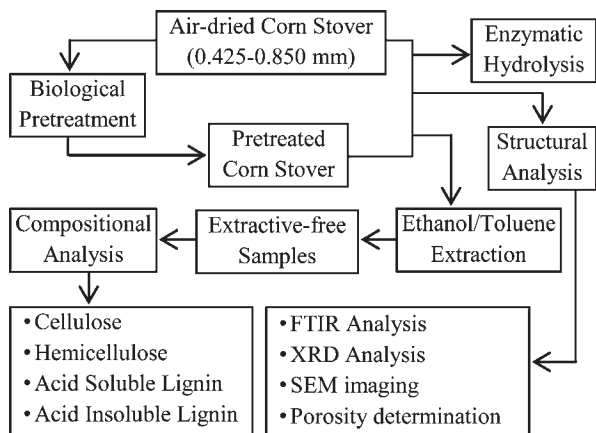 Air-dried Corn Stover
(0.425-0.850 mm)
Enzymatic
Hydrolysis
Biological
Pretreatment
Pretreated
Corn Stover
Structural
Analysis
Compositional
Analysis
Extractive-free
Samples
Ethanol/Toluene
Extraction
•Cellulose
•Hemicellulose
•Acid Soluble Lignin
•Acid Insoluble Lignin
•FTIR Analysis
•XRD Analysis
•SEM imaging
•Porosity determination